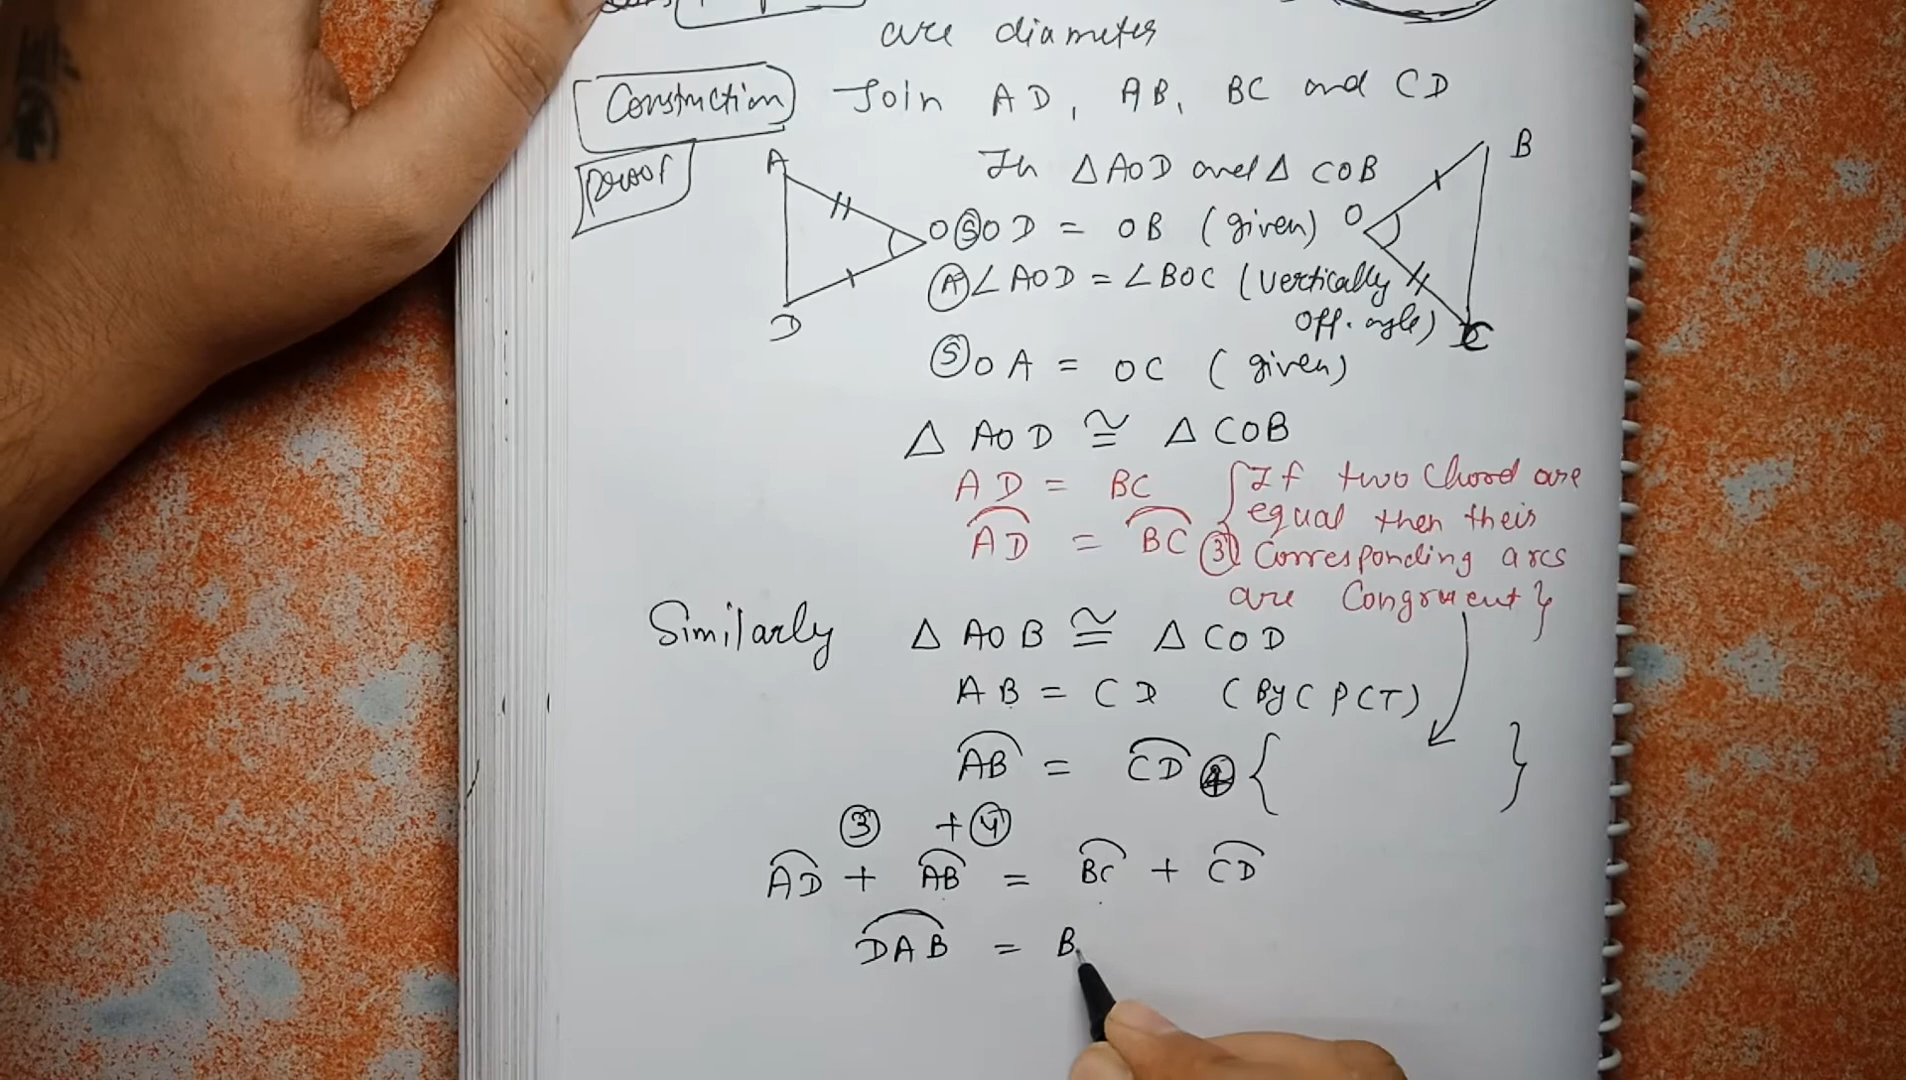 are diameter
Construction Join AD, AB, BC and CD
Proof
A
D
O
In △AOD and △COB
Ⓢ OD = OB (given)
Ⓐ ∠AOD = ∠BOC (vertically
opp. agle)
Ⓢ OA = OC (given)
B
O
C
△AOD ≅ △COB
AD = BC {If two Chord are
equal then their
⌒AD = ⌒BC ③ Corresponding arcs
are Congruent}
Similarly △AOB ≅ △COD
AB = CD (By CPCT)
⌒AB = ⌒CD ④ { }
③ + ④
⌒AD + ⌒AB = ⌒BC + ⌒CD
⌒DAB = B